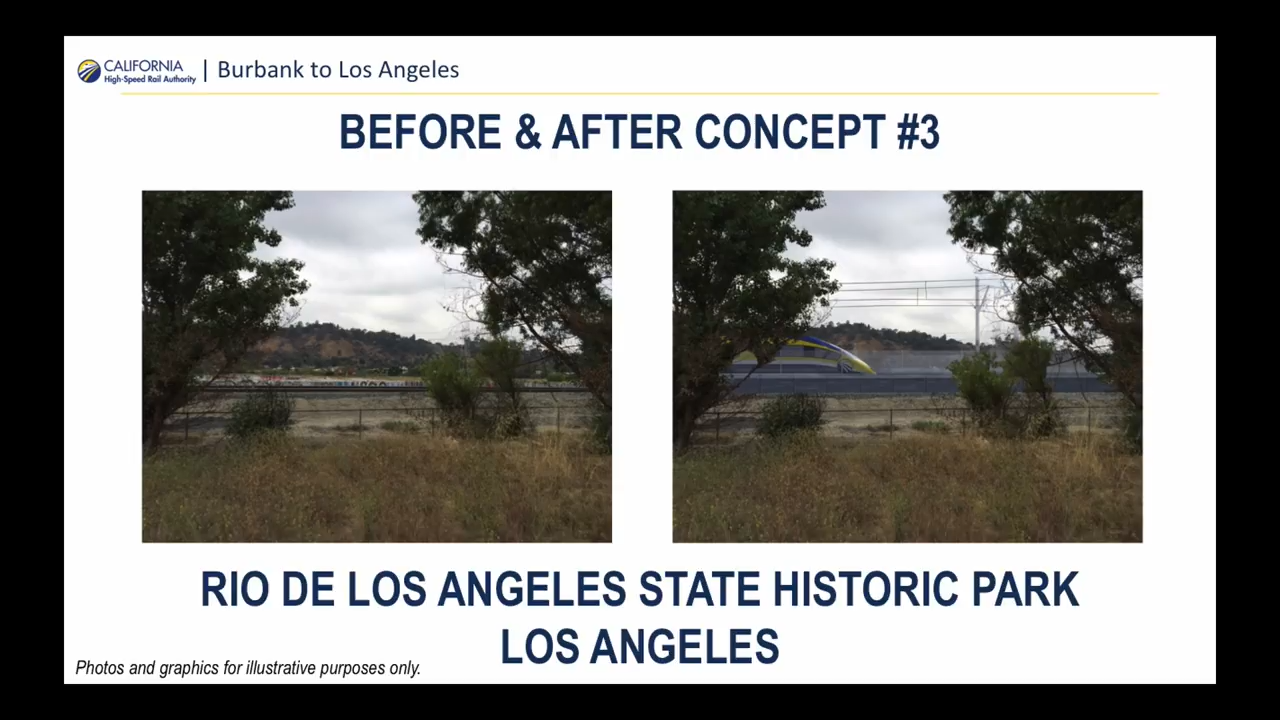 CALIFORNIA
High-Speed Rail Authority
| Burbank to Los Angeles
BEFORE & AFTER CONCEPT #3
RIO DE LOS ANGELES STATE HISTORIC PARK
LOS ANGELES
Photos and graphics for illustrative purposes only.